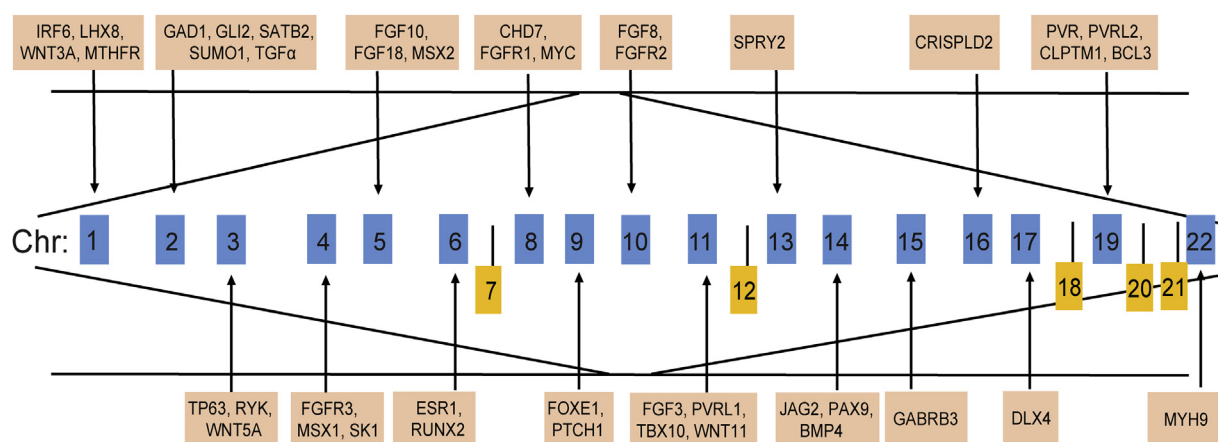 IRF6, LHX8,
WNT3A, MTHFR
GAD1, GLI2, SATB2,
SUMO1, TGFα
FGF10,
FGF18, MSX2
CHD7,
FGFR1, MYC
FGF8,
FGFR2
SPRY2
CRISPLD2
PVR, PVRL2,
CLPTM1, BCL3
Chr: 1 2 3 4 5 6 8 9 10 11 13 14 15 16 17 19 22
7 12 18 20 21
TP63, RYK,
WNT5A
FGFR3,
MSX1, SK1
ESR1,
RUNX2
FOXE1,
PTCH1
FGF3, PVRL1,
TBX10, WNT11
JAG2, PAX9,
BMP4
GABRB3
DLX4
MYH9